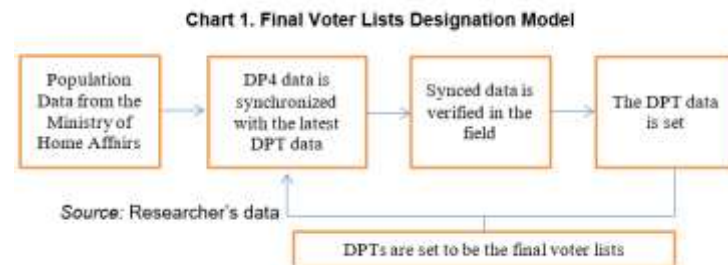 Chart 1. Final Voter Lists Designation Model
Population
Data from the
Ministry of
Home Affairs
DP4 data is
synchronized
with the latest
DPT data
Synced data is
verified in the
field
The DPT data
is set
Source: Researcher's data
DPTs are set to be the final voter lists